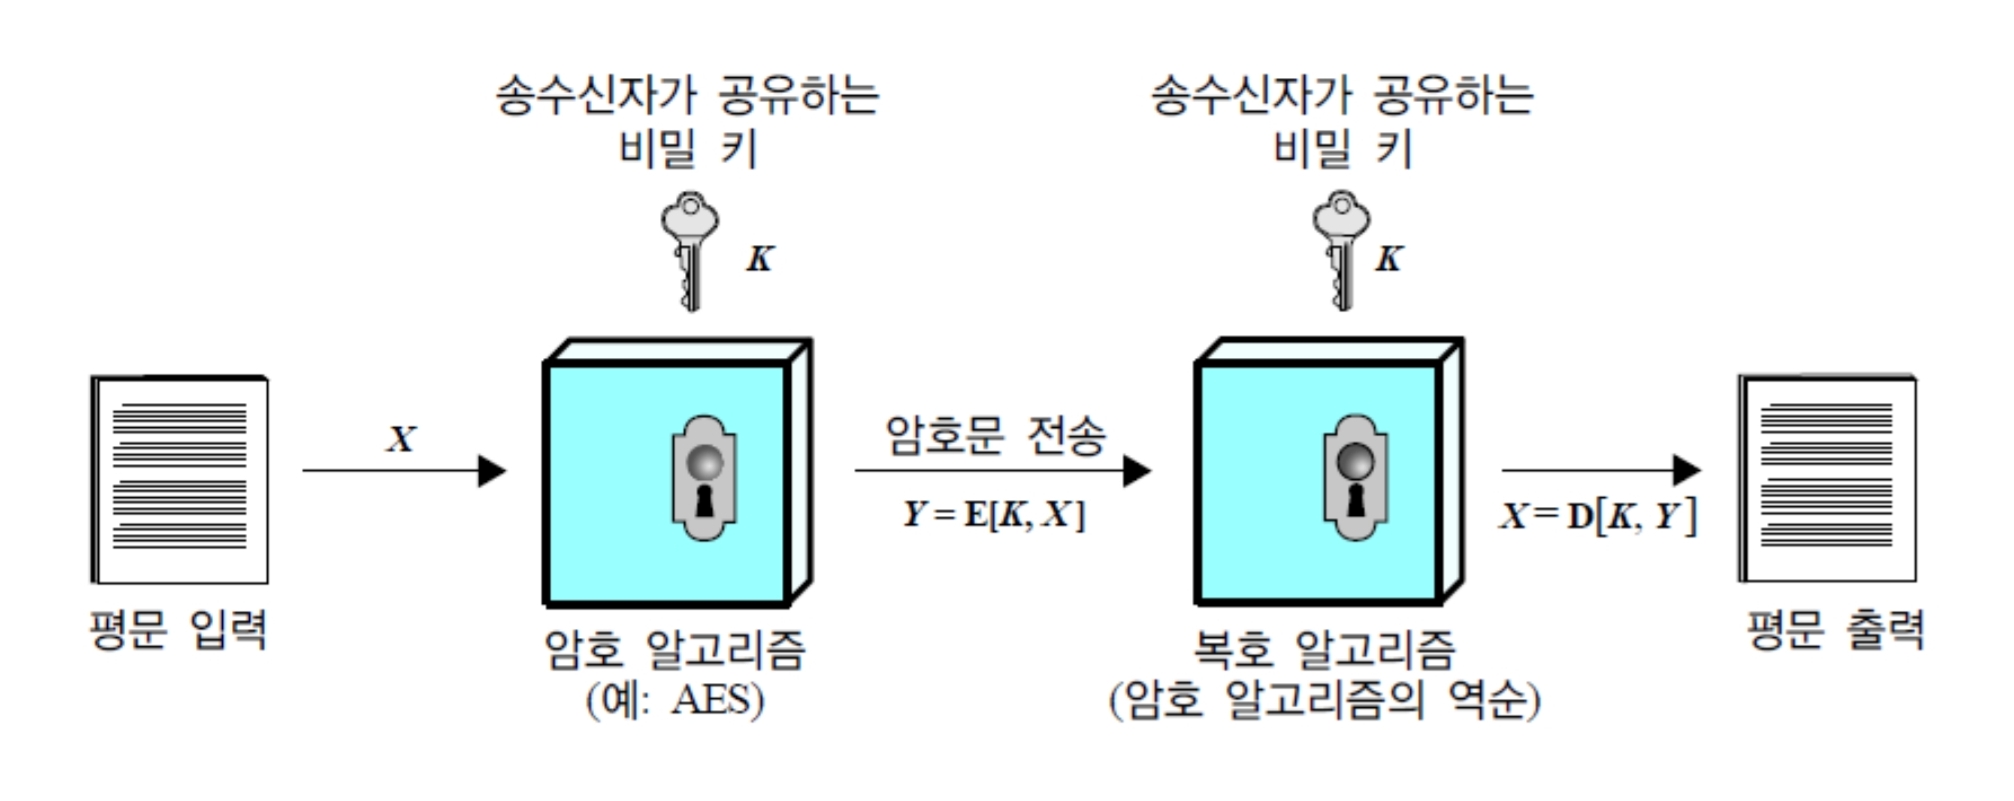 송수신자가 공유하는
비밀 키
K
송수신자가 공유하는
비밀 키
K
X
암호문 전송
Y = E[K, X]
X = D[K, Y]
평문 입력
암호 알고리즘
(예: AES)
복호 알고리즘
(암호 알고리즘의 역순)
평문 출력